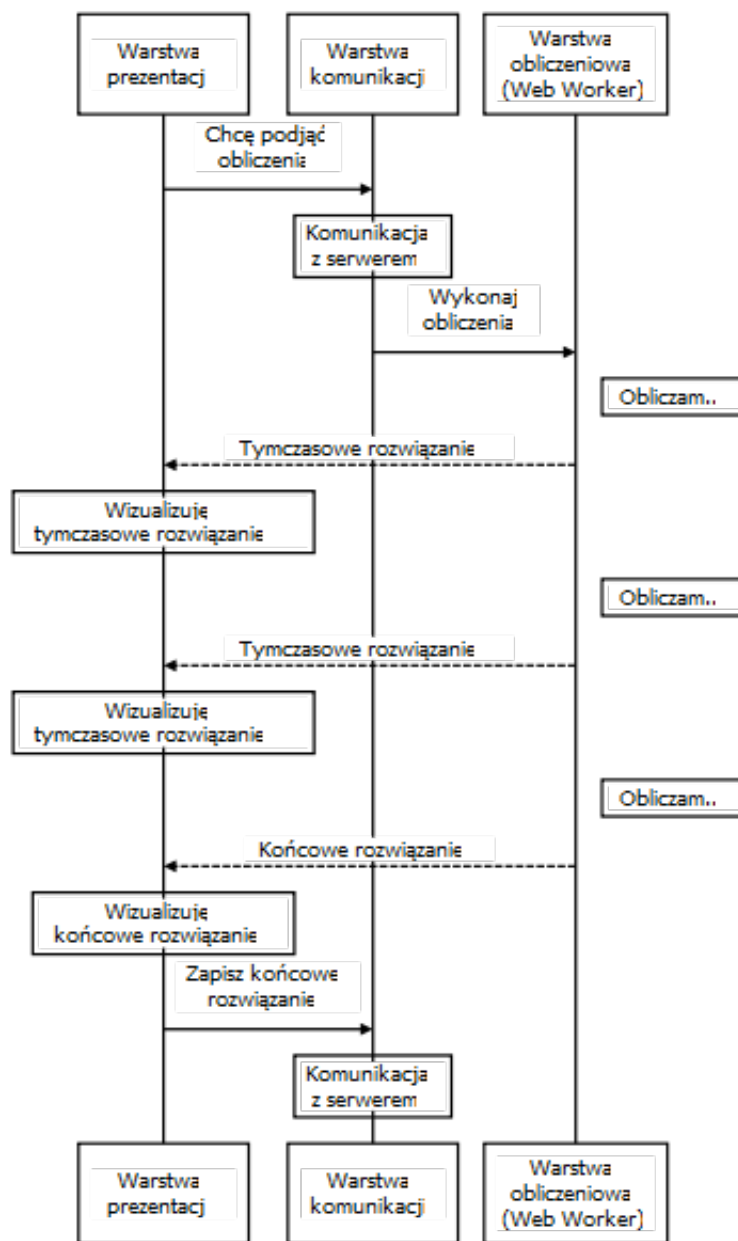 Warstwa
prezentacj
Warstwa
komunikacji
Warstwa
obliczeniowa
(Web Worker)
Chcę podjąć
obliczenia
Komunikacja
z serwerem
Wykonaj
obliczenia
Obliczam..
Tymczasowe rozwiązanie
Wizualizuję
tymczasowe rozwiązanie
Obliczam..
Tymczasowe rozwiązanie
Wizualizuję
tymczasowe rozwiązanie
Obliczam..
Końcowe rozwiązanie
Wizualizuję
końcowe rozwiązanie
Zapisz końcowe
rozwiązanie
Komunikacja
z serwerem
Warstwa
prezentacj
Warstwa
komunikacji
Warstwa
obliczeniowa
(Web Worker)